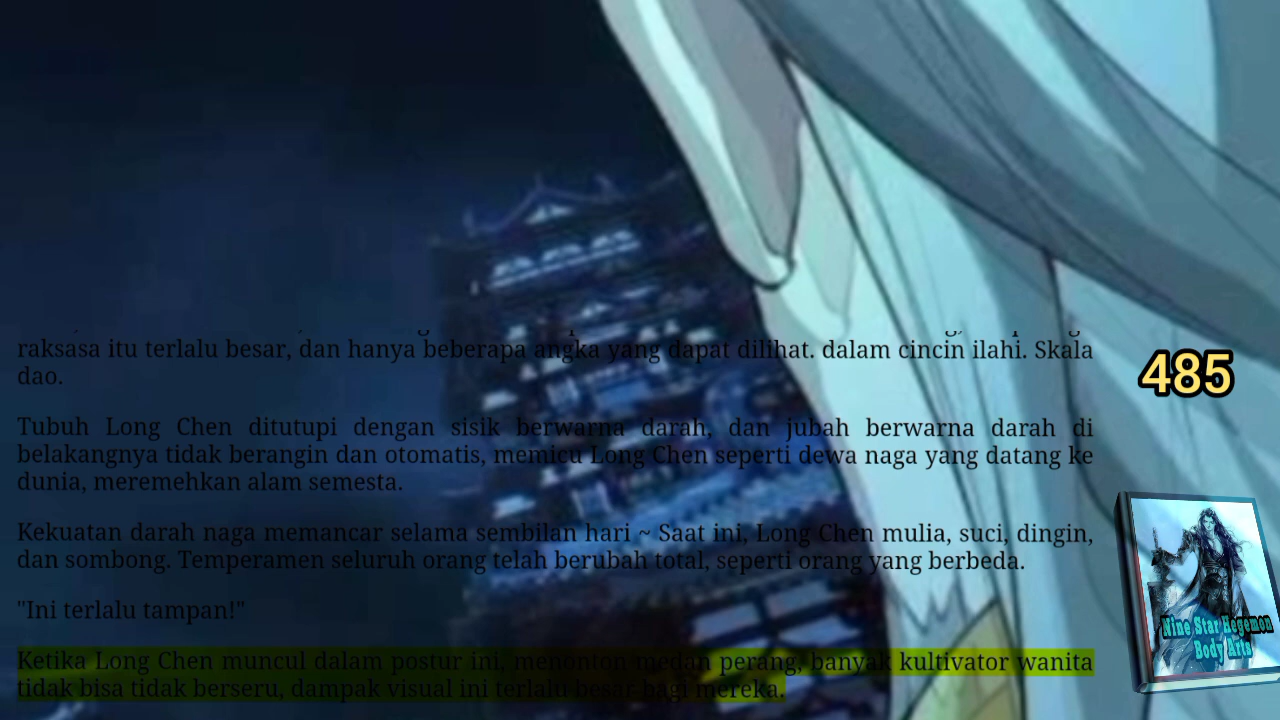 raksasa itu terlalu besar, dan hanya beberapa angka yang dapat dilihat. dalam cincin ilahi. Skala
dao.
Tubuh Long Chen ditutupi dengan sisik berwarna darah, dan jubah berwarna darah di
belakangnya tidak berangin dan otomatis, memicu Long Chen seperti dewa naga yang datang ke
dunia, meremehkan alam semesta.
Kekuatan darah naga memancar selama sembilan hari ~ Saat ini, Long Chen mulia, suci, dingin,
dan sombong. Temperamen seluruh orang telah berubah total, seperti orang yang berbeda.
"Ini terlalu tampan!"
Ketika Long Chen muncul dalam postur ini, menonton medan perang, banyak kultivator wanita
tidak bisa tidak berseru, dampak visual ini terlalu besar bagi mereka.
485
Nine Star Hegemon
Body Arts